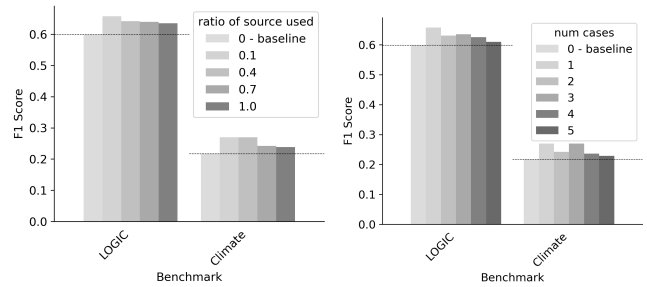 ratio of source used
0 - baseline
0.1
0.4
0.7
1.0
0.6
0.5
0.4
0.3
0.2
0.1
0.0
F1 Score
LOGIC
Climate
Benchmark
num cases
0 - baseline
1
2
3
4
5
0.6
0.5
0.4
0.3
0.2
0.1
0.0
F1 Score
LOGIC
Climate
Benchmark